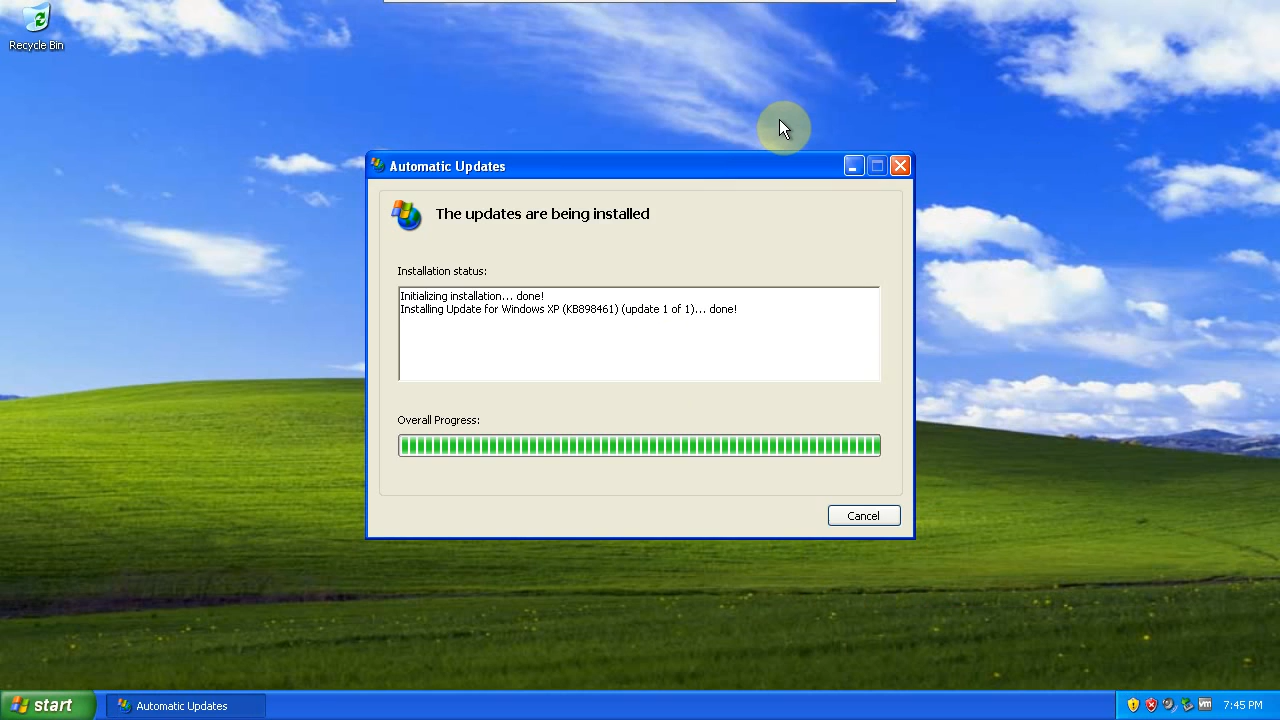 Recycle Bin
Automatic Updates
The updates are being installed
Installation status:
Initializing installation... done!
Installing Update for Windows XP (KB898461) (update 1 of 1)... done!
Overall Progress:
Cancel
start
Automatic Updates
vm
7:45 PM